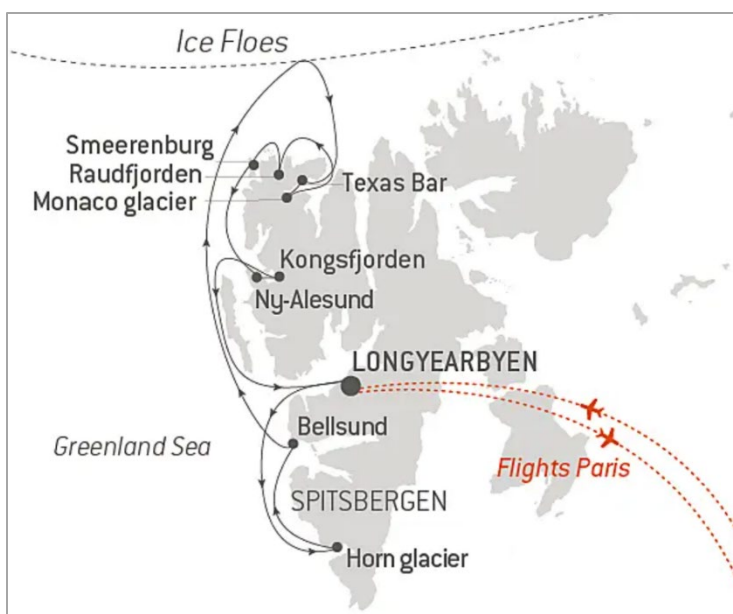 Ice Floes
Smeerenburg
Raudfjorden
Monaco glacier
Texas Bar
Kongsfjorden
Ny-Alesund
LONGYEARBYEN
Bellsund
Greenland Sea
Flights Paris
SPITSBERGEN
Horn glacier